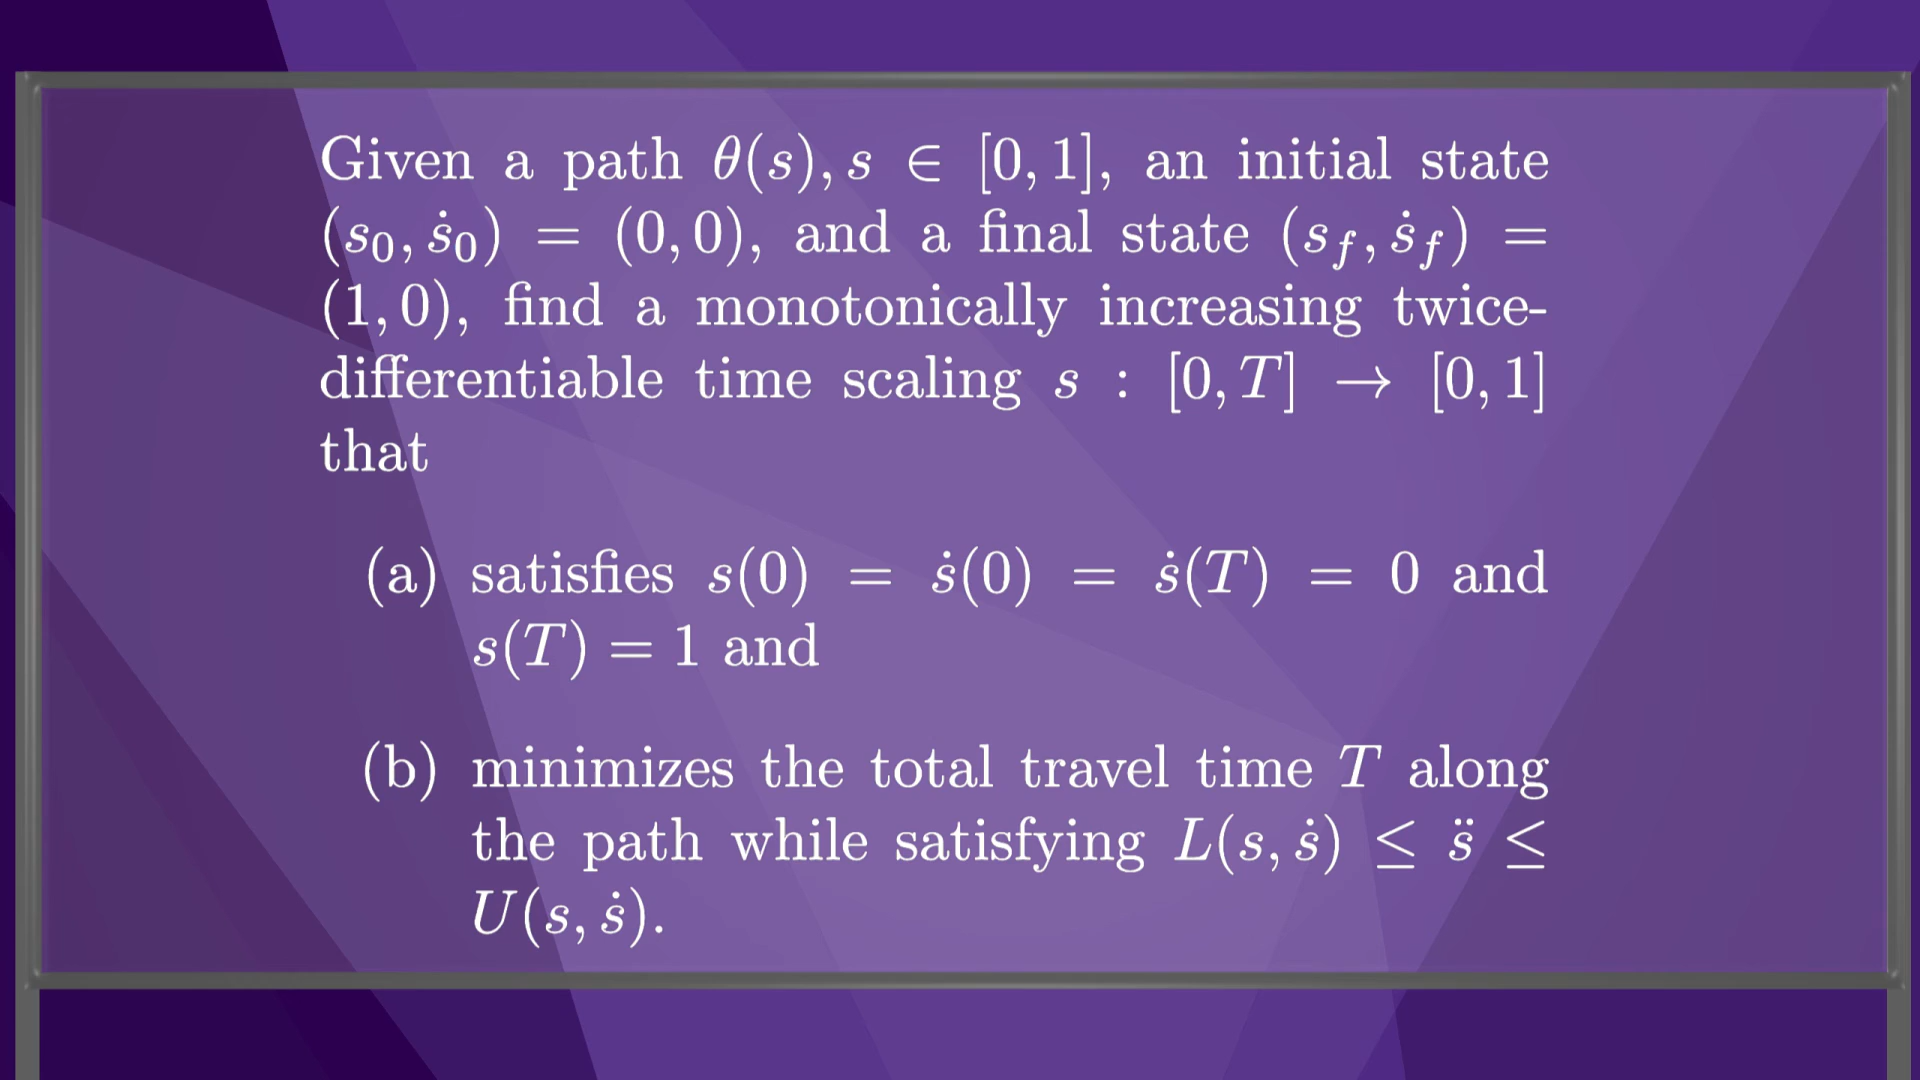 Given a path θ(s), s ∈ [0, 1], an initial state
(s₀, ṡ₀) = (0, 0), and a final state (s_f, ṡ_f) =
(1, 0), find a monotonically increasing twice-
differentiable time scaling s : [0, T] → [0, 1]
that
(a) satisfies s(0) = ṡ(0) = ṡ(T) = 0 and
s(T) = 1 and
(b) minimizes the total travel time T along
the path while satisfying L(s, ṡ) ≤ s̈ ≤
U(s, ṡ).